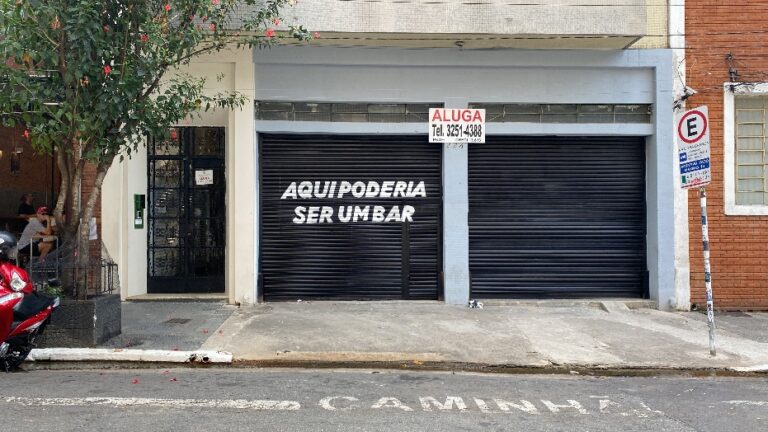 ALUGA
Tel. 3251-4388
AQUI PODERIA
SER UM BAR
E
CAMINHÃ